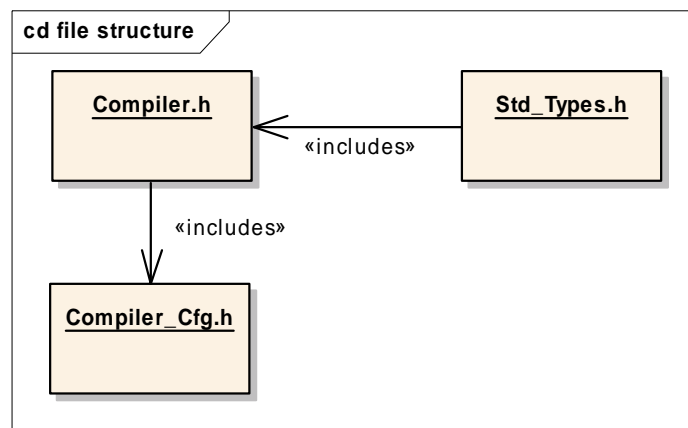 cd file structure
Compiler.h
Std_Types.h
«includes»
«includes»
Compiler_Cfg.h